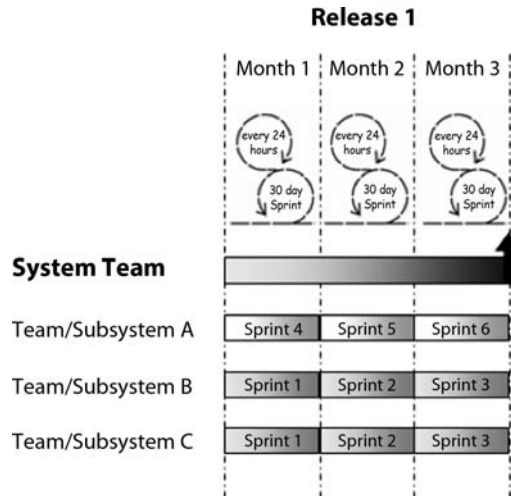 Release 1
Month 1 Month 2 Month 3
every 24
hours
30 day
Sprint
every 24
hours
30 day
Sprint
every 24
hours
30 day
Sprint
System Team
Team/Subsystem A Sprint 4 Sprint 5 Sprint 6
Team/Subsystem B Sprint 1 Sprint 2 Sprint 3
Team/Subsystem C Sprint 1 Sprint 2 Sprint 3